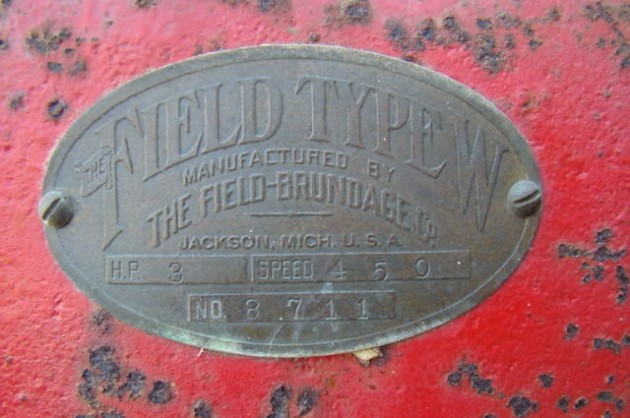 THE FIELD TYPE W
MANUFACTURED BY
THE FIELD-BRUNDAGE Co
JACKSON, MICH. U.S.A.
H.P. 3 SPEED 450
NO. 8711